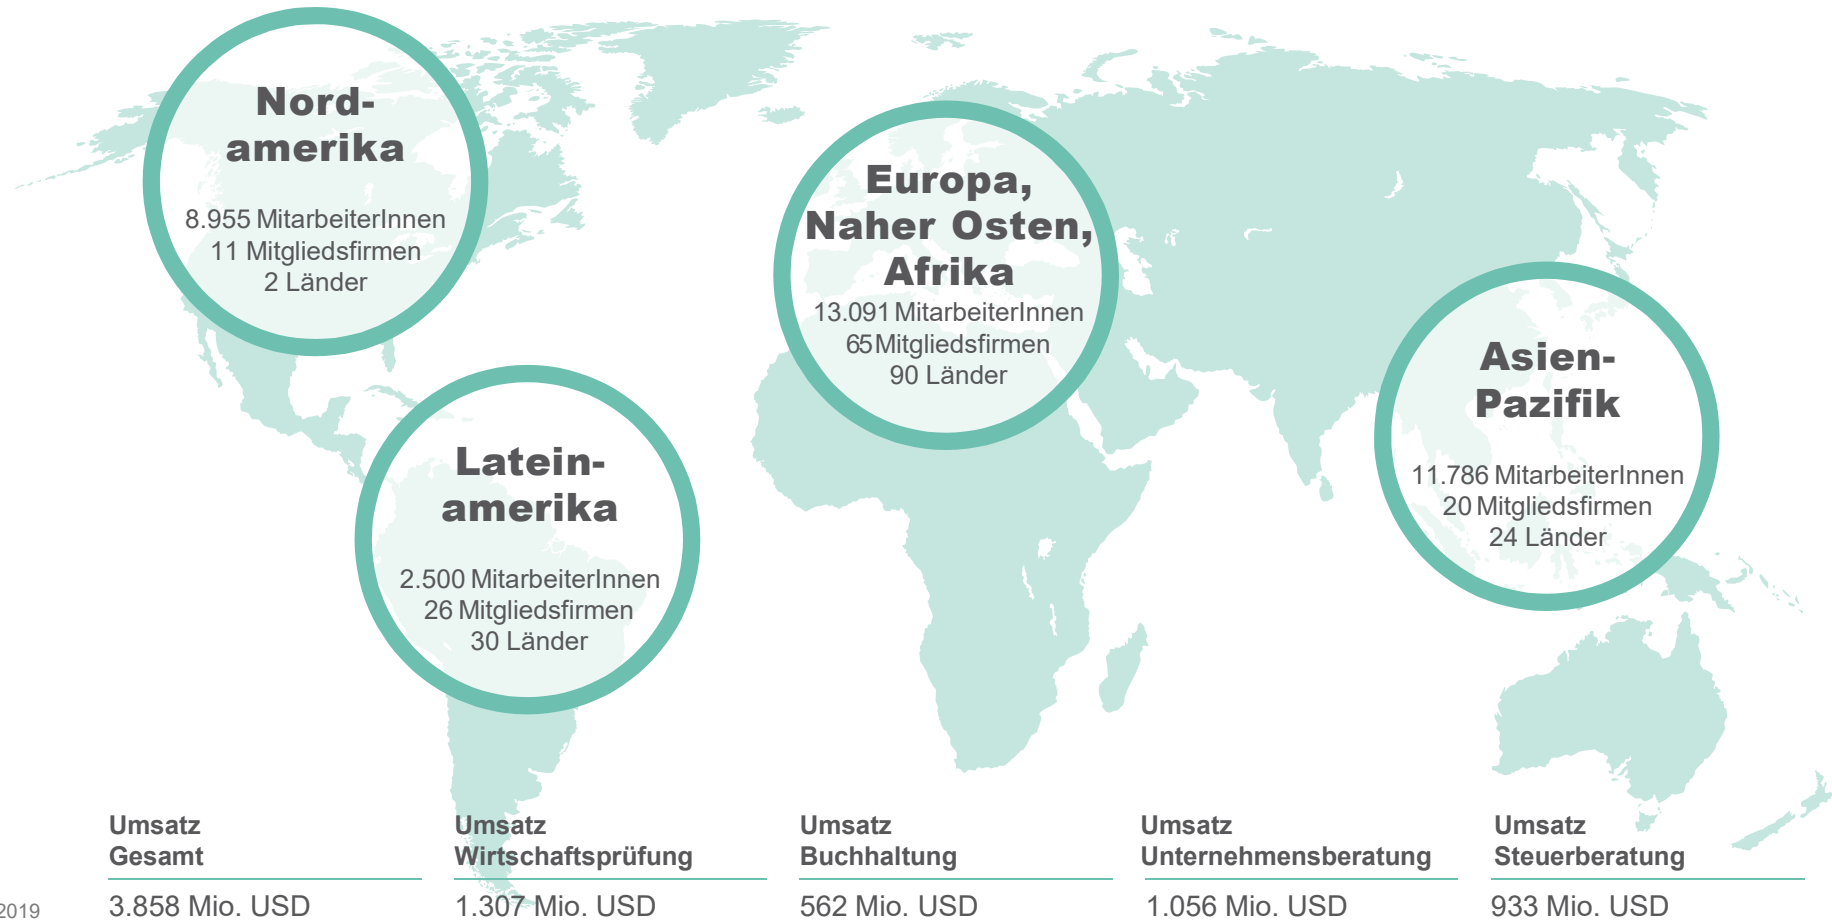 Nord-
amerika
8.955 MitarbeiterInnen
11 Mitgliedsfirmen
2 Länder
Europa,
Naher Osten,
Afrika
13.091 MitarbeiterInnen
65 Mitgliedsfirmen
90 Länder
Asien-
Pazifik
11.786 MitarbeiterInnen
20 Mitgliedsfirmen
24 Länder
Latein-
amerika
2.500 MitarbeiterInnen
26 Mitgliedsfirmen
30 Länder
Umsatz
Gesamt
3.858 Mio. USD
Umsatz
Wirtschaftsprüfung
1.307 Mio. USD
Umsatz
Buchhaltung
562 Mio. USD
Umsatz
Unternehmensberatung
1.056 Mio. USD
Umsatz
Steuerberatung
933 Mio. USD
2019